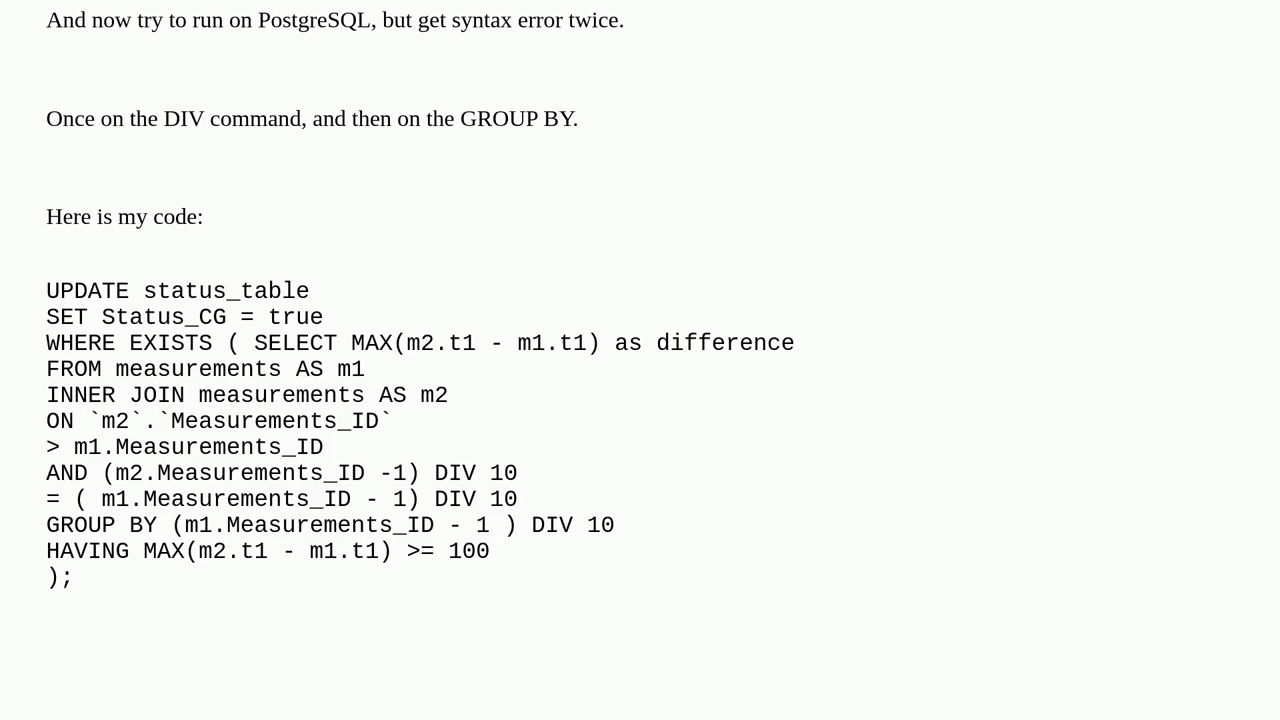 And now try to run on PostgreSQL, but get syntax error twice.
Once on the DIV command, and then on the GROUP BY.
Here is my code:
UPDATE status_table
SET Status_CG = true
WHERE EXISTS ( SELECT MAX(m2.t1 - m1.t1) as difference
FROM measurements AS m1
INNER JOIN measurements AS m2
ON `m2`.`Measurements_ID`
> m1.Measurements_ID
AND (m2.Measurements_ID -1) DIV 10
= ( m1.Measurements_ID - 1) DIV 10
GROUP BY (m1.Measurements_ID - 1 ) DIV 10
HAVING MAX(m2.t1 - m1.t1) >= 100
);